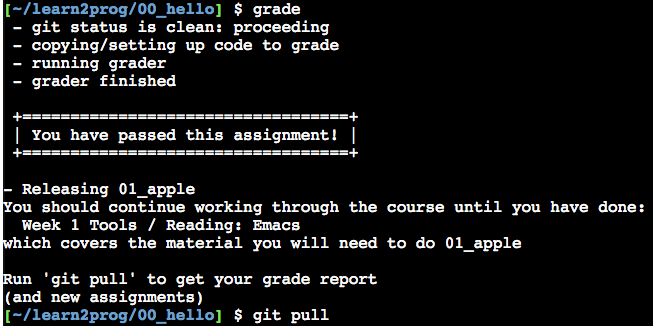 [~/learn2prog/00_hello] $ grade
- git status is clean: proceeding
- copying/setting up code to grade
- running grader
- grader finished
+==================================+
| You have passed this assignment! |
+==================================+
- Releasing 01_apple
You should continue working through the course until you have done:
Week 1 Tools / Reading: Emacs
which covers the material you will need to do 01_apple
Run 'git pull' to get your grade report
(and new assignments)
[~/learn2prog/00_hello] $ git pull